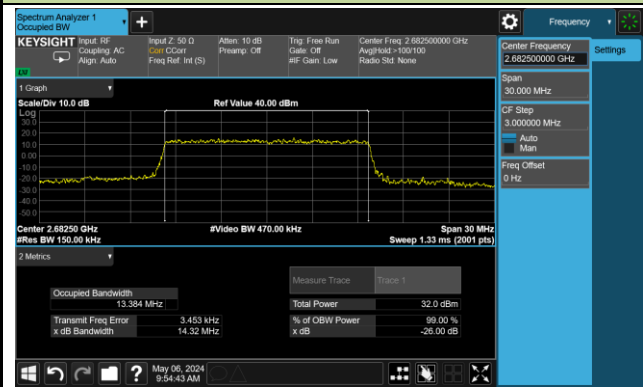 Spectrum Analyzer 1
Occupied BW
Frequency
KEYSIGHT
Input: RF
Coupling: AC
Align: Auto
Input Z: 50 Ω
Corr CCorr
Freq Ref: Int (S)
Atten: 10 dB
Preamp: Off
Trig: Free Run
Gate: Off
#IF Gain: Low
Center Freq: 2.682500000 GHz
Avg|Hold:>100/100
Radio Std: None
Center Frequency
2.682500000 GHz
Settings
Span
30.000 MHz
CF Step
3.000000 MHz
Auto
Man
Freq Offset
0 Hz
1 Graph
Scale/Div 10.0 dB
Ref Value 40.00 dBm
Log
30.0
20.0
10.0
0.00
-10.0
-20.0
-30.0
-40.0
-50.0
Center 2.68250 GHz
#Video BW 470.00 kHz
Span 30 MHz
#Res BW 150.00 kHz
Sweep 1.33 ms (2001 pts)
2 Metrics
Measure Trace
Trace 1
Occupied Bandwidth
13.384 MHz
Total Power
32.0 dBm
Transmit Freq Error
3.453 kHz
% of OBW Power
99.00 %
x dB Bandwidth
14.32 MHz
x dB
-26.00 dB
?
May 06, 2024
9:54:43 AM